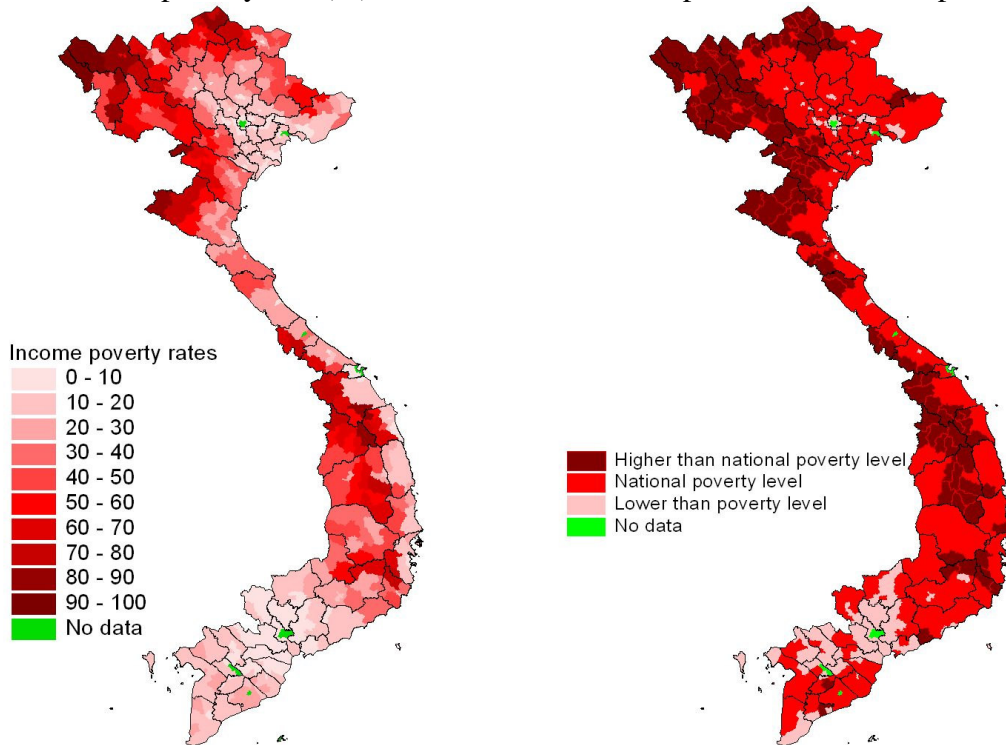 Income poverty rates
0 - 10
10 - 20
20 - 30
30 - 40
40 - 50
50 - 60
60 - 70
70 - 80
80 - 90
90 - 100
No data
Higher than national poverty level
National poverty level
Lower than poverty level
No data